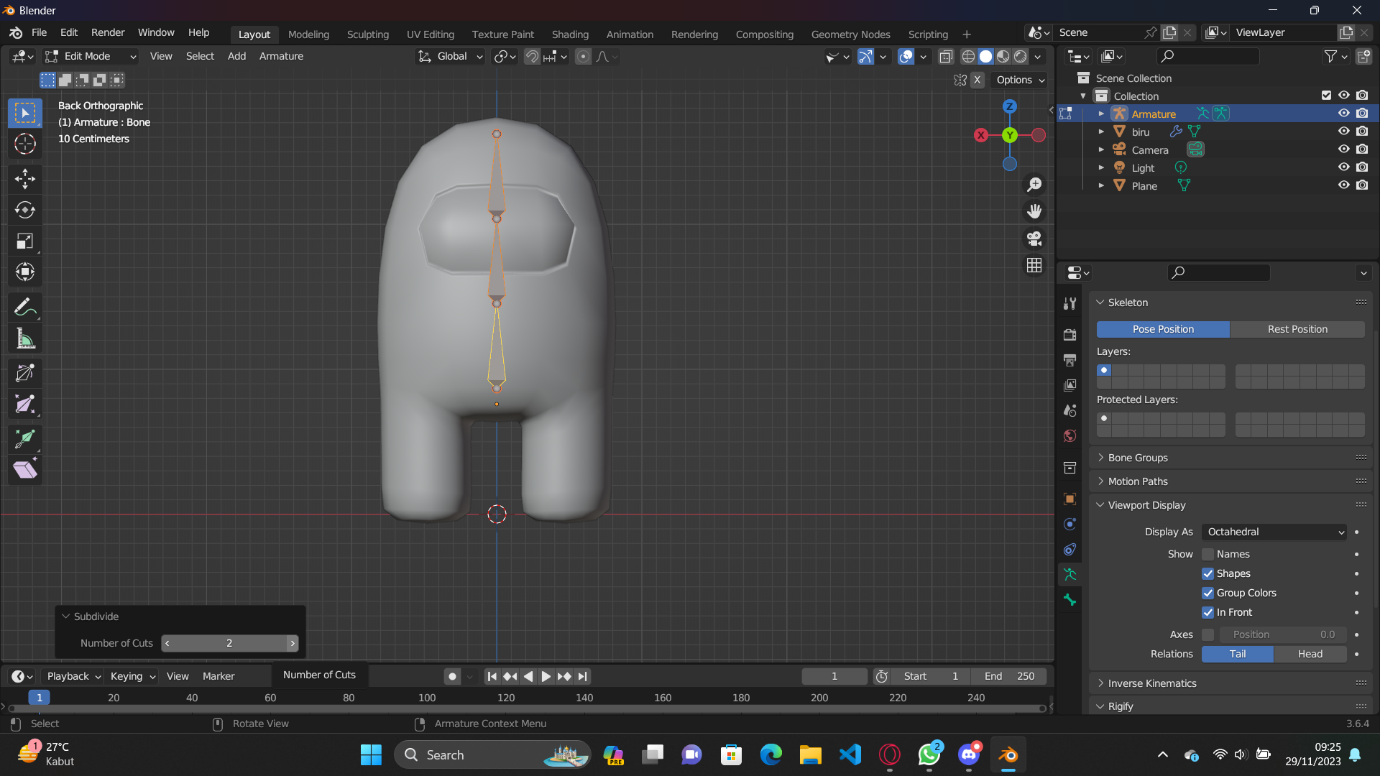 Blender
File Edit Render Window Help Layout Modeling Sculpting UV Editing Texture Paint Shading Animation Rendering Compositing Geometry Nodes Scripting + Scene ViewLayer
Edit Mode View Select Add Armature Global
X Options
Back Orthographic
(1) Armature : Bone
10 Centimeters
Z
X Y
Scene Collection
Collection
Armature
biru
Camera
Light
Plane
Skeleton
Pose Position Rest Position
Layers:
Protected Layers:
Bone Groups
Motion Paths
Viewport Display
Display As Octahedral
Show Names
Shapes
Group Colors
In Front
Axes Position 0.0
Relations Tail Head
Inverse Kinematics
Rigify
Subdivide
Number of Cuts 2
Number of Cuts
Playback Keying View Marker 1 Start 1 End 250
1 20 40 60 80 100 120 140 160 180 200 220 240
Select Rotate View Armature Context Menu 3.6.4
1 27°C
Kabut
Search
PRE
2
09:25
29/11/2023